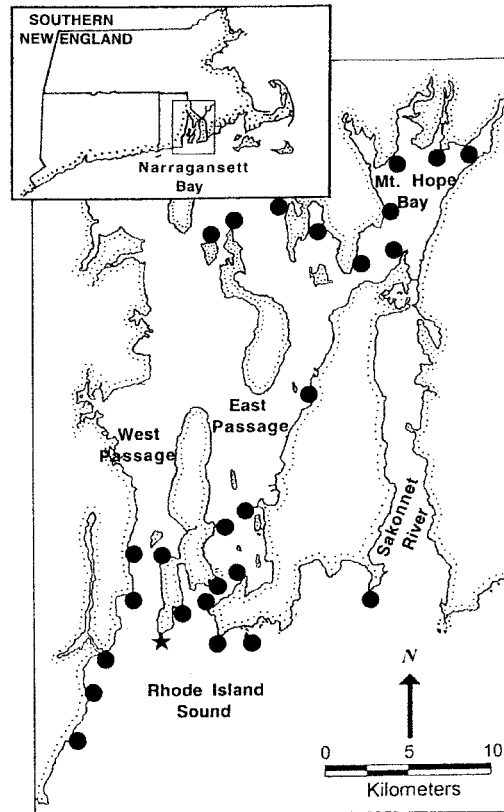 SOUTHERN
NEW ENGLAND
Narragansett
Bay
Mt. Hope
Bay
East
Passage
West
Passage
Sakonnet
River
Rhode Island
Sound
N
0 5 10
Kilometers